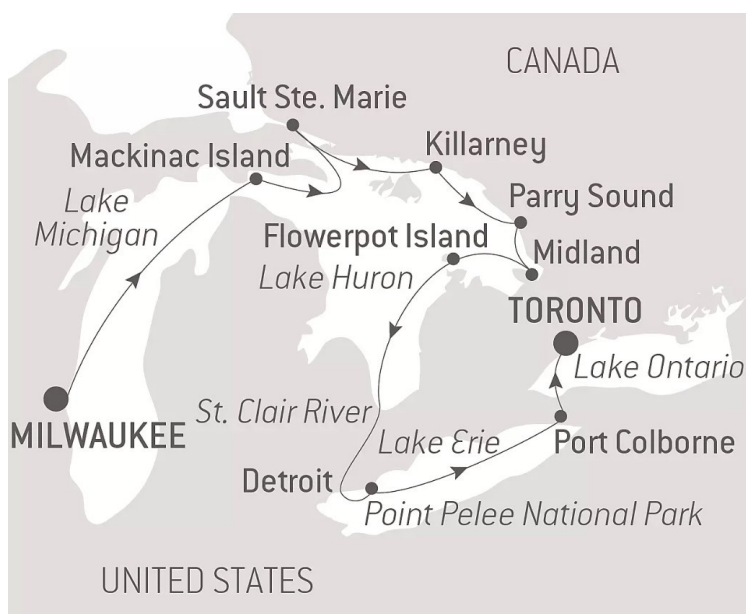 CANADA
Sault Ste. Marie
Killarney
Mackinac Island
Lake
Michigan
Parry Sound
Flowerpot Island
Midland
Lake Huron
TORONTO
Lake Ontario
St. Clair River
MILWAUKEE
Lake Erie
Port Colborne
Detroit
Point Pelee National Park
UNITED STATES